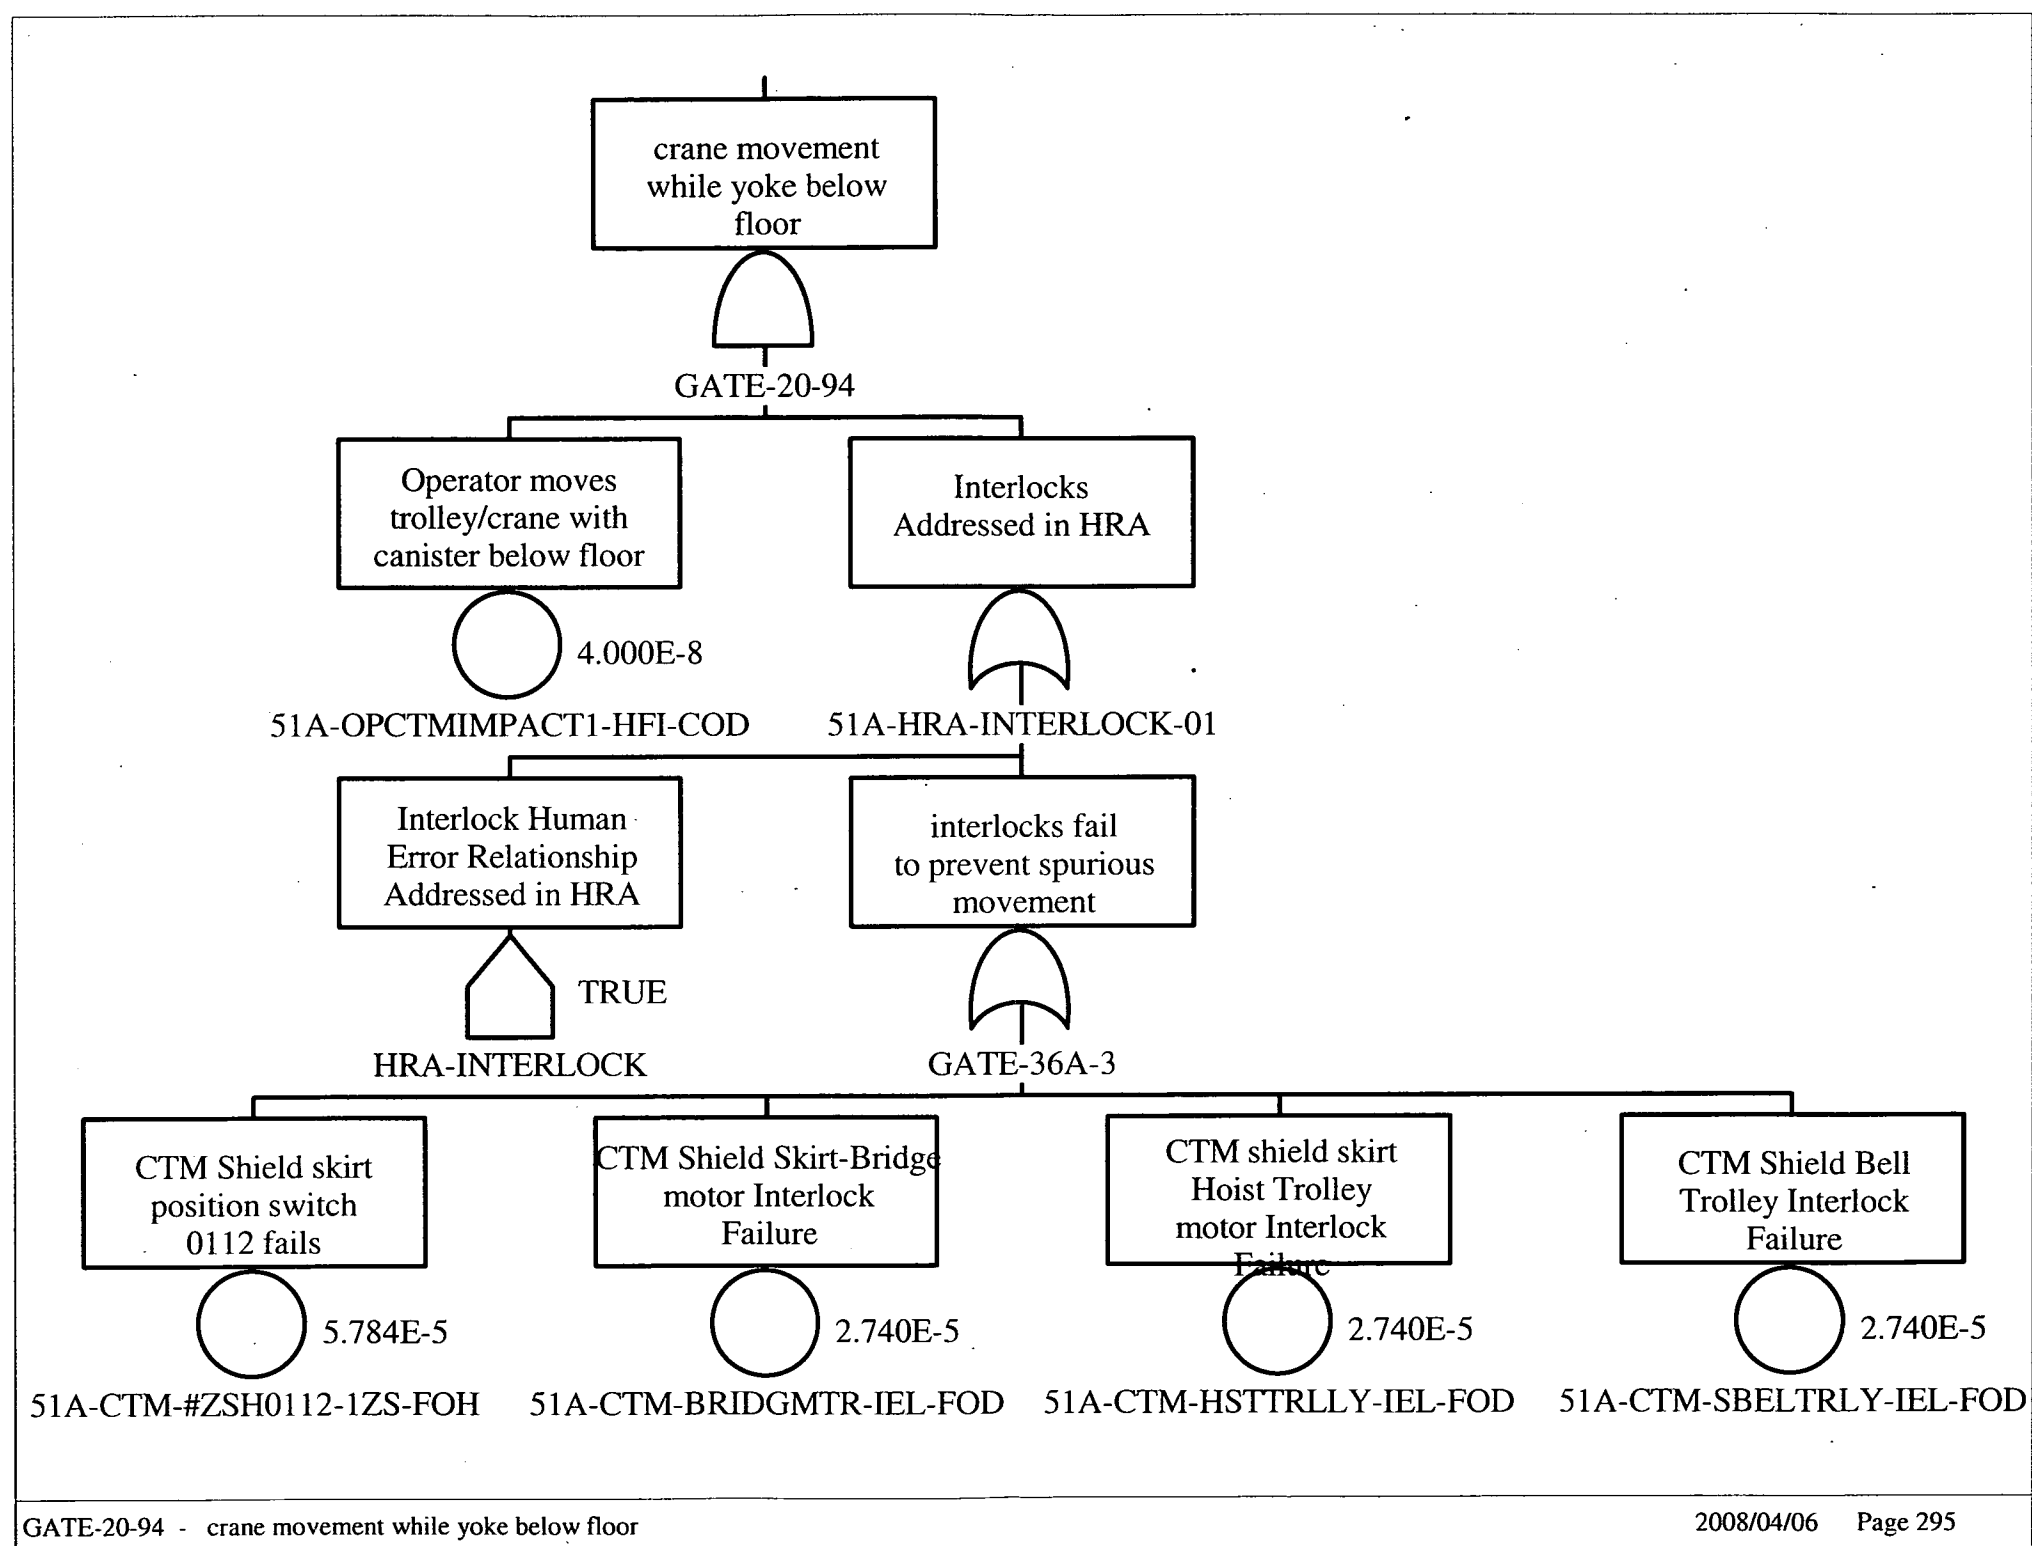 crane movement
while yoke below
floor
GATE-20-94
Operator moves
trolley/crane with
canister below floor
4.000E-8
51A-OPCTMIMPACT1-HFI-COD
Interlocks
Addressed in HRA
51A-HRA-INTERLOCK-01
Interlock Human
Error Relationship
Addressed in HRA
TRUE
HRA-INTERLOCK
interlocks fail
to prevent spurious
movement
GATE-36A-3
CTM Shield skirt
position switch
0112 fails
5.784E-5
51A-CTM-#ZSH0112-1ZS-FOH
CTM Shield Skirt-Bridge
motor Interlock
Failure
2.740E-5
51A-CTM-BRIDGMTR-IEL-FOD
CTM shield skirt
Hoist Trolley
motor Interlock
Failure
2.740E-5
51A-CTM-HSTTRLLY-IEL-FOD
CTM Shield Bell
Trolley Interlock
Failure
2.740E-5
51A-CTM-SBELTRLY-IEL-FOD
GATE-20-94 - crane movement while yoke below floor
2008/04/06 Page 295